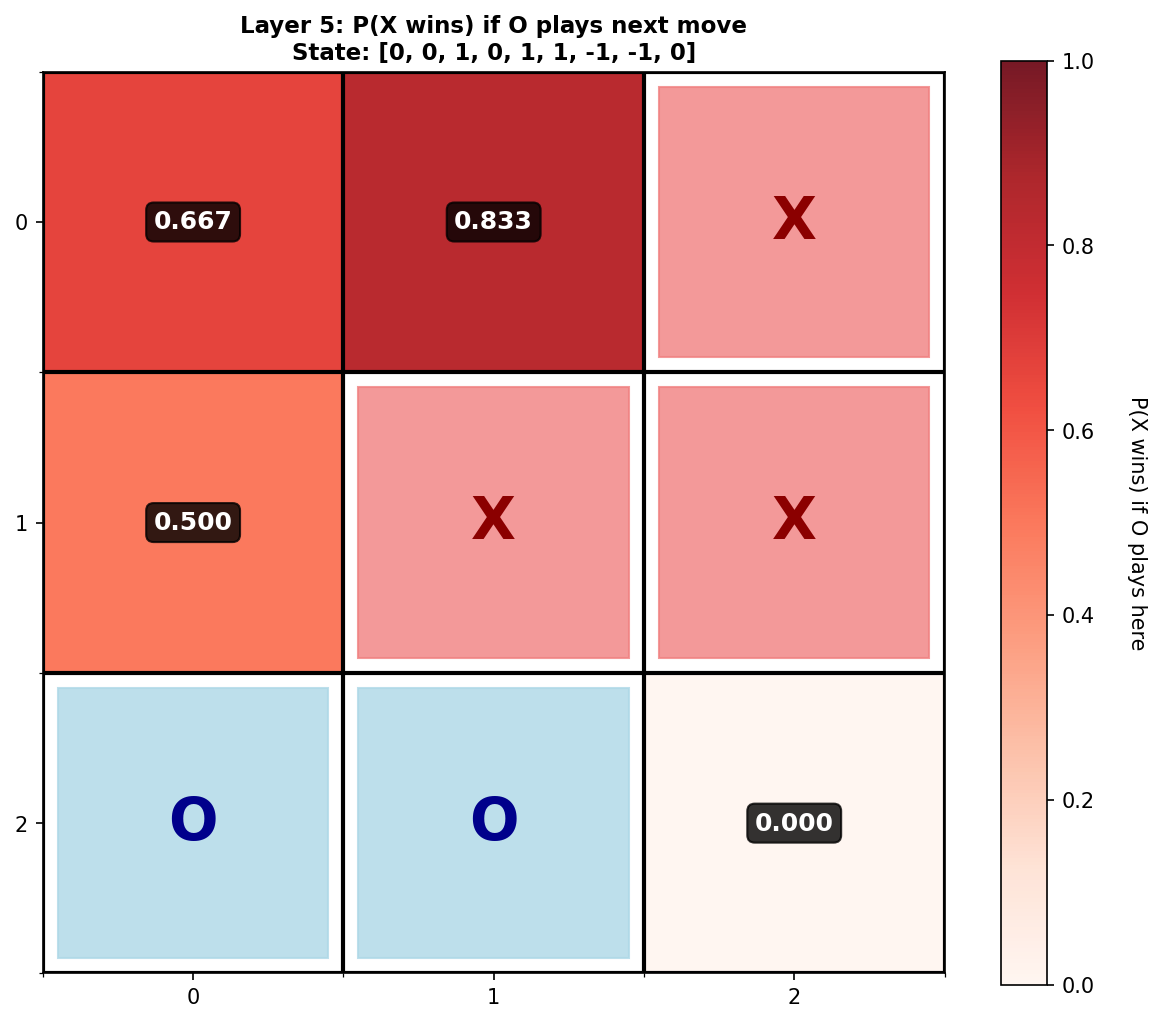 Layer 5: P(X wins) if O plays next move
State: [0, 0, 1, 0, 1, 1, -1, -1, 0]
0
0.667
0.833
X
1
0.500
X
X
2
O
O
0.000
0
1
2
1.0
0.8
0.6
0.4
0.2
0.0
P(X wins) if O plays here